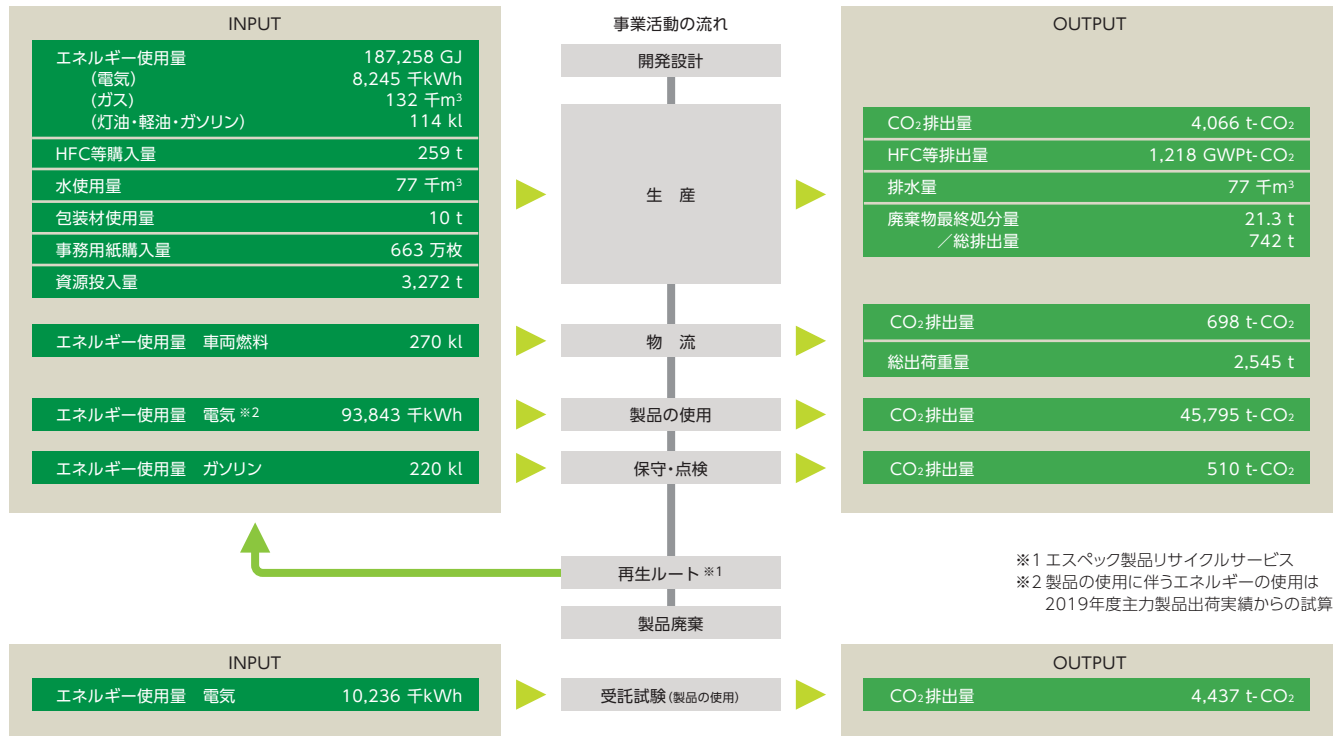 INPUT
事業活動の流れ
OUTPUT
エネルギー使用量 187,258 GJ
(電気) 8,245 千kWh
(ガス) 132 千m³
(灯油・軽油・ガソリン) 114 kl
HFC等購入量 259 t
水使用量 77 千m³
包装材使用量 10 t
事務用紙購入量 663 万枚
資源投入量 3,272 t
開発設計
生 産
CO₂排出量 4,066 t-CO₂
HFC等排出量 1,218 GWPt-CO₂
排水量 77 千m³
廃棄物最終処分量 21.3 t
／総排出量 742 t
エネルギー使用量 車両燃料 270 kl
物 流
CO₂排出量 698 t-CO₂
総出荷重量 2,545 t
エネルギー使用量 電気 ※2 93,843 千kWh
製品の使用
CO₂排出量 45,795 t-CO₂
エネルギー使用量 ガソリン 220 kl
保守・点検
CO₂排出量 510 t-CO₂
再生ルート ※1
製品廃棄
※1 エスペック製品リサイクルサービス
※2 製品の使用に伴うエネルギーの使用は
2019年度主力製品出荷実績からの試算
INPUT
OUTPUT
エネルギー使用量 電気 10,236 千kWh
受託試験(製品の使用)
CO₂排出量 4,437 t-CO₂